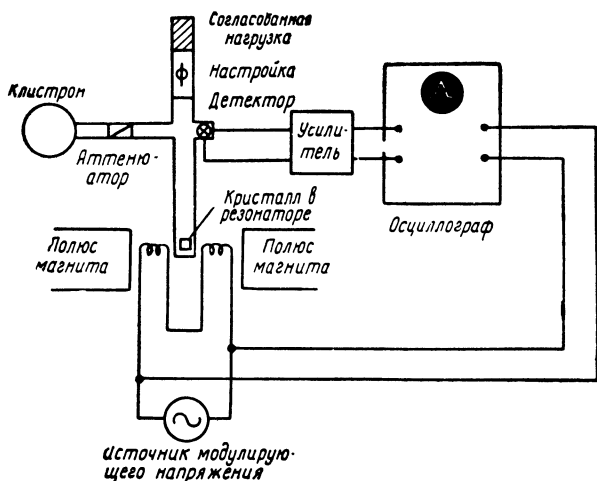 Согласованная
нагрузка
Настройка
Детектор
Клистрон
Аттеню-
атор
Усили-
тель
Осциллограф
Кристалл в
резонаторе
Полюс
магнита
Полюс
магнита
Источник модулирую-
щего напряжения